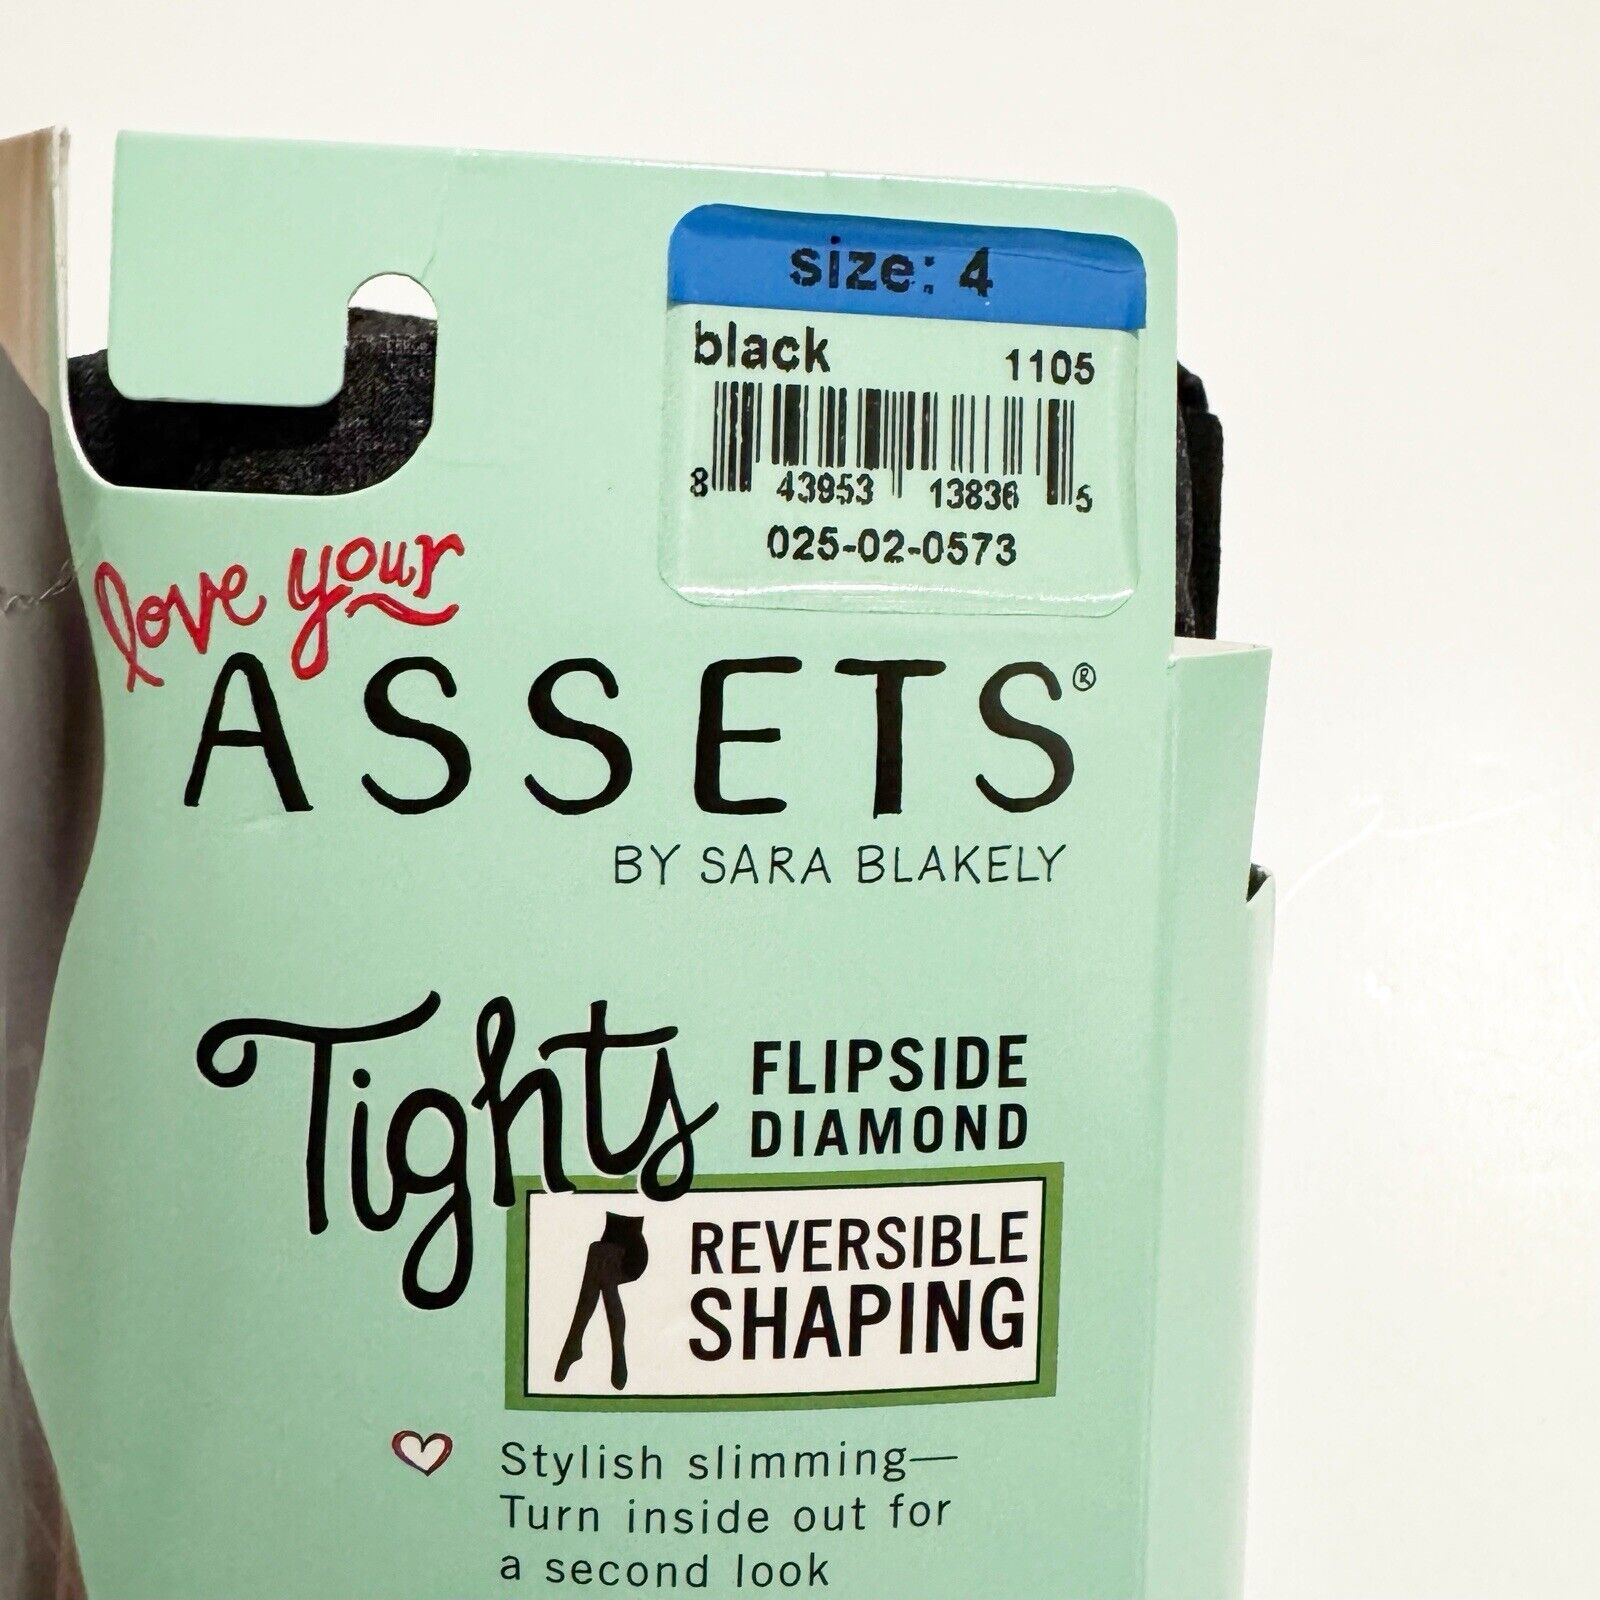 size: 4
black 1105
8 43953 13836 5
025-02-0573
love your
ASSETS®
BY SARA BLAKELY
Tights FLIPSIDE
DIAMOND
REVERSIBLE
SHAPING
Stylish slimming—
Turn inside out for
a second look